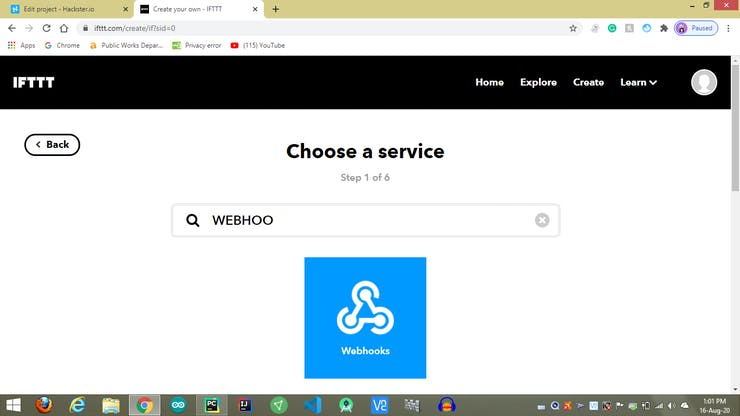 Edit project - Hackster.io
Create your own - IFTTT
ifttt.com/create/if?sid=0
Paused
Apps
Chrome
Public Works Depar...
Privacy error
(115) YouTube
IFTTT
Home Explore Create Learn
Back
Choose a service
Step 1 of 6
WEBHOO
Webhooks
1:01 PM
16-Aug-20